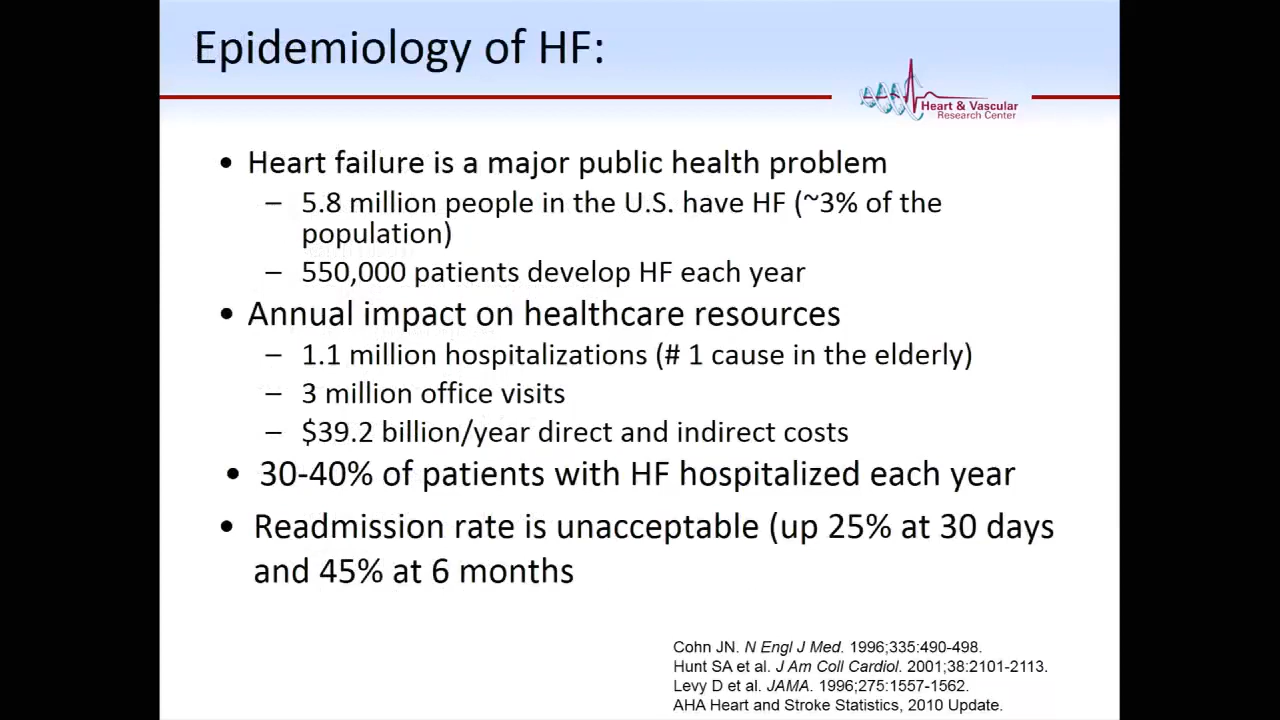 Epidemiology of HF:
Heart & Vascular
Research Center
• Heart failure is a major public health problem
– 5.8 million people in the U.S. have HF (~3% of the
population)
– 550,000 patients develop HF each year
• Annual impact on healthcare resources
– 1.1 million hospitalizations (# 1 cause in the elderly)
– 3 million office visits
– $39.2 billion/year direct and indirect costs
• 30-40% of patients with HF hospitalized each year
• Readmission rate is unacceptable (up 25% at 30 days
and 45% at 6 months
Cohn JN. N Engl J Med. 1996;335:490-498.
Hunt SA et al. J Am Coll Cardiol. 2001;38:2101-2113.
Levy D et al. JAMA. 1996;275:1557-1562.
AHA Heart and Stroke Statistics, 2010 Update.